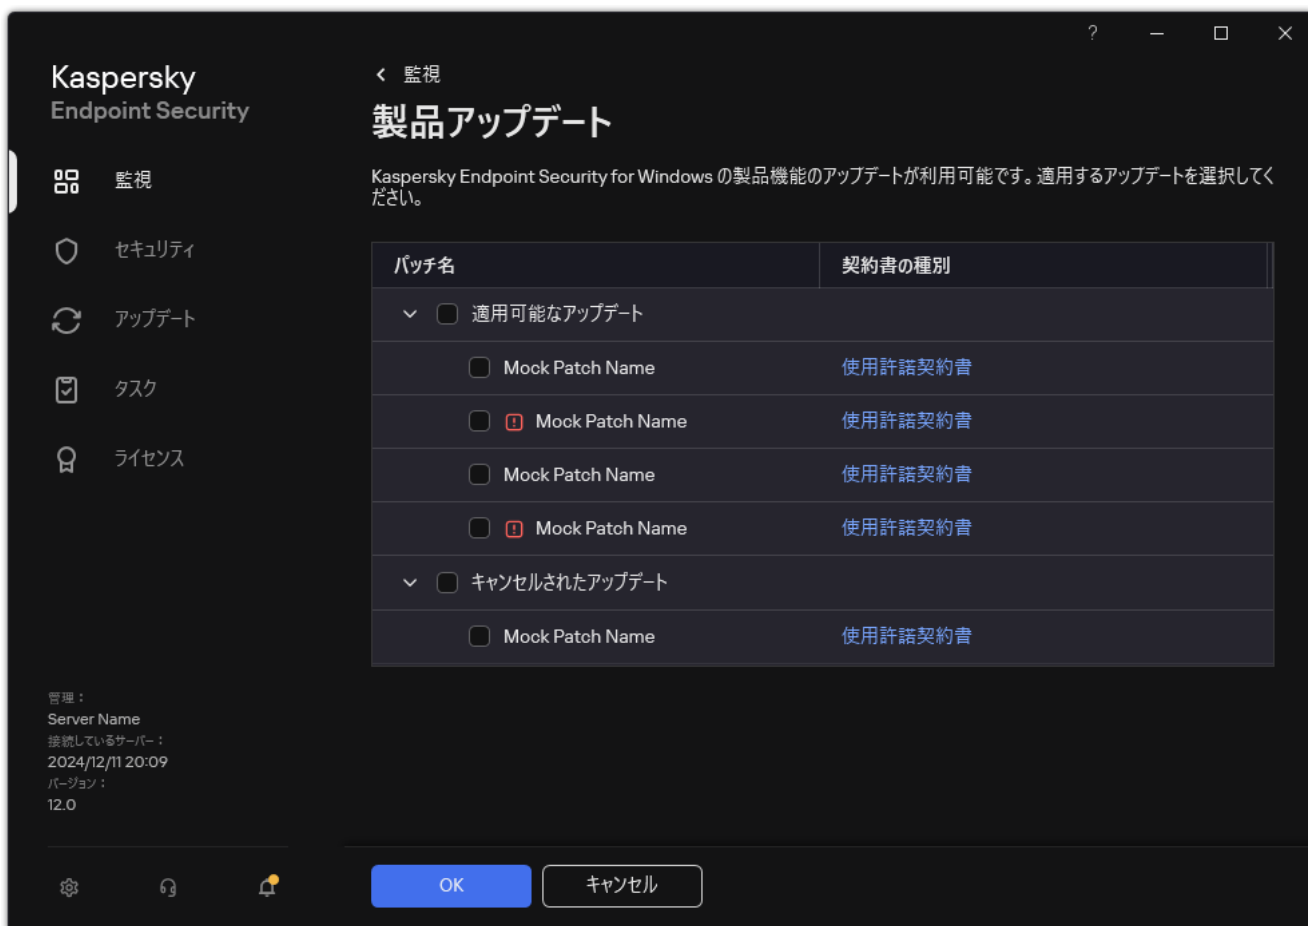 Kaspersky
Endpoint Security
監視
セキュリティ
アップデート
タスク
ライセンス
管理：
Server Name
接続しているサーバー：
2024/12/11 20:09
バージョン：
12.0
?
監視
製品アップデート
Kaspersky Endpoint Security for Windows の製品機能のアップデートが利用可能です。適用するアップデートを選択してく
ださい。
パッチ名 契約書の種別
適用可能なアップデート
Mock Patch Name 使用許諾契約書
Mock Patch Name 使用許諾契約書
Mock Patch Name 使用許諾契約書
Mock Patch Name 使用許諾契約書
キャンセルされたアップデート
Mock Patch Name 使用許諾契約書
OK キャンセル